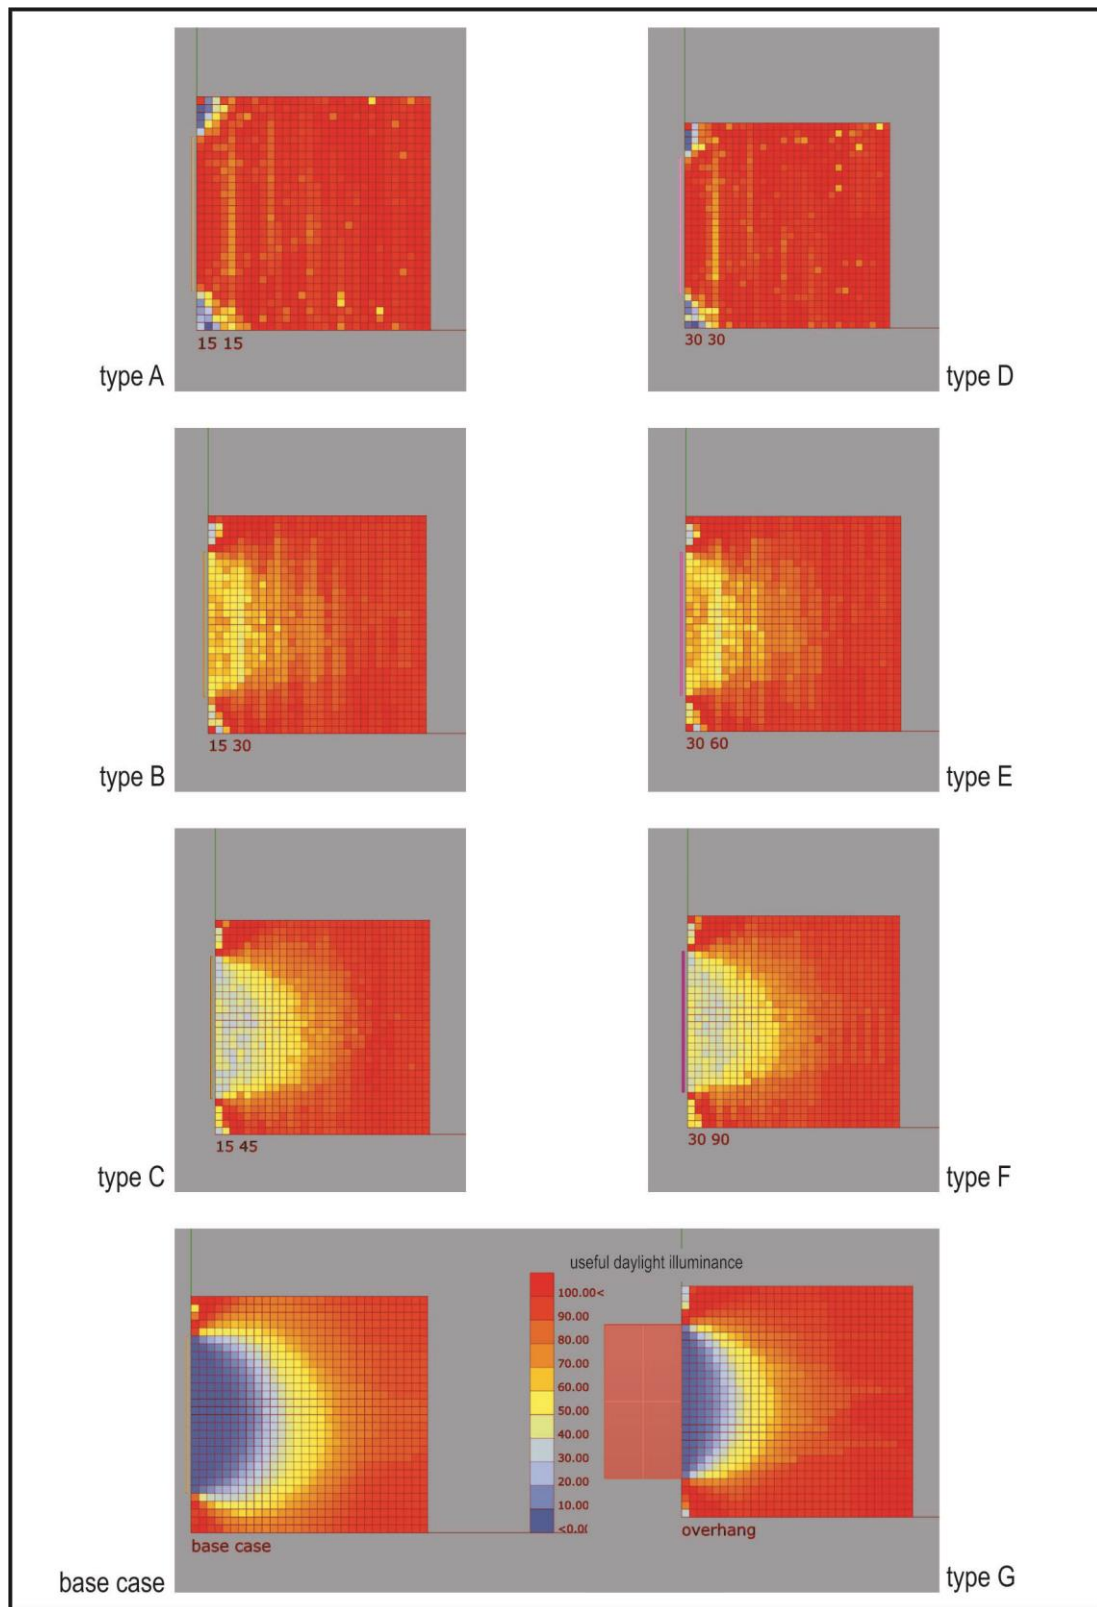 15 15
type A
30 30
type D
15 30
type B
30 60
type E
15 45
type C
30 90
type F
useful daylight illuminance
100.00<
90.00
80.00
70.00
60.00
50.00
40.00
30.00
20.00
10.00
<0.00
base case
base case
overhang
type G